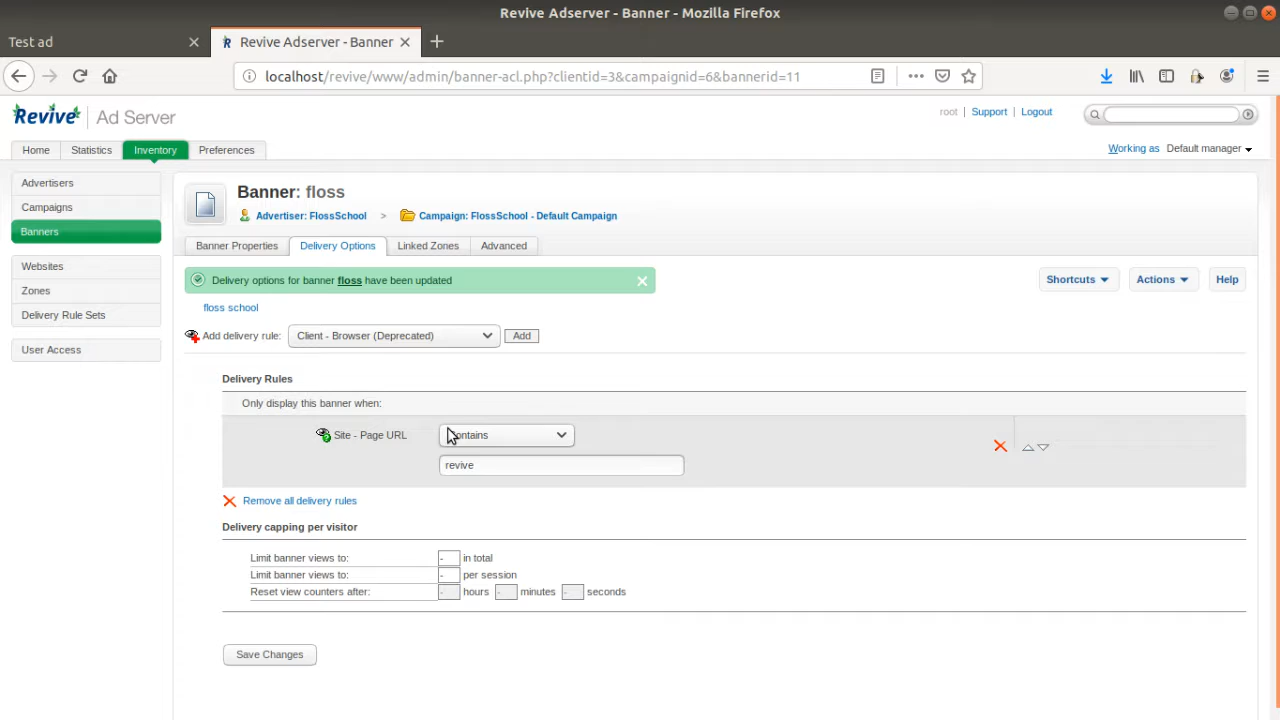 Revive Adserver - Banner - Mozilla Firefox
Test ad
Revive Adserver - Banner
localhost/revive/www/admin/banner-acl.php?clientid=3&campaignid=6&bannerid=11
Revive Ad Server
root | Support | Logout
Home Statistics Inventory Preferences
Working as Default manager
Advertisers
Campaigns
Banners
Websites
Zones
Delivery Rule Sets
User Access
Banner: floss
Advertiser: FlossSchool > Campaign: FlossSchool - Default Campaign
Banner Properties Delivery Options Linked Zones Advanced
Delivery options for banner floss have been updated
Shortcuts Actions Help
floss school
Add delivery rule: Client - Browser (Deprecated) Add
Delivery Rules
Only display this banner when:
Site - Page URL Contains
revive
Remove all delivery rules
Delivery capping per visitor
Limit banner views to: - in total
Limit banner views to: - per session
Reset view counters after: - hours - minutes - seconds
Save Changes